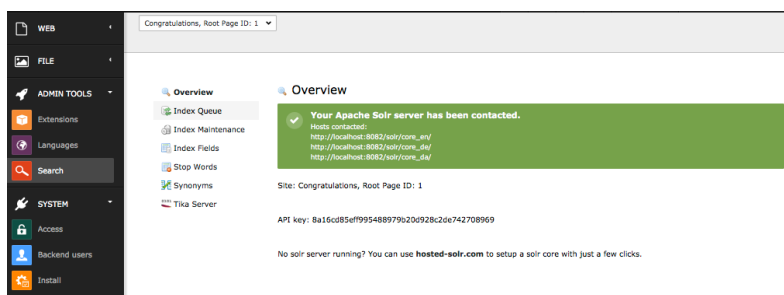 WEB
FILE
ADMIN TOOLS
Extensions
Languages
Search
SYSTEM
Access
Backend users
Install
Congratulations, Root Page ID: 1
Overview
Index Queue
Index Maintenance
Index Fields
Stop Words
Synonyms
Tika Server
Overview
Your Apache Solr server has been contacted.
Hosts contacted:
http://localhost:8082/solr/core_en/
http://localhost:8082/solr/core_de/
http://localhost:8082/solr/core_da/
Site: Congratulations, Root Page ID: 1
API key: 8a16cd85eff995488979b20d928c2de742708969
No solr server running? You can use hosted-solr.com to setup a solr core with just a few clicks.